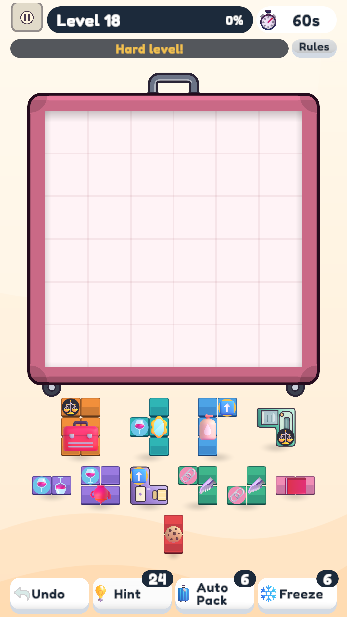 Level 18
0%
60s
Hard level!
Rules
Undo
Hint
24
Auto
Pack
6
Freeze
6